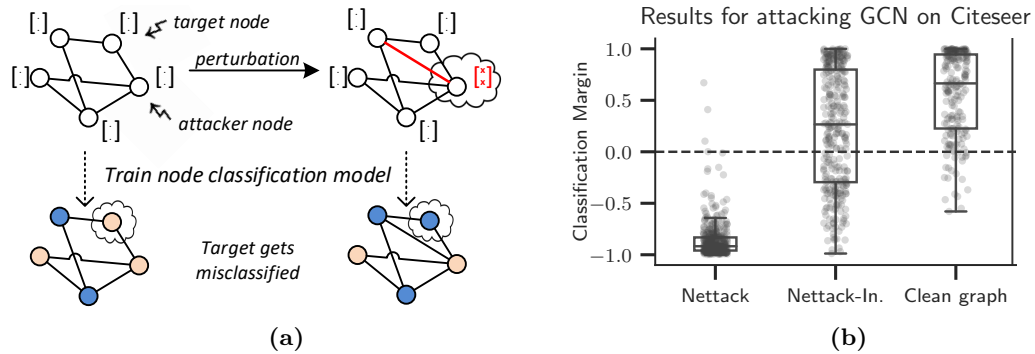 target node
perturbation
attacker node
Train node classification model
Target gets
misclassified
(a)
Results for attacking GCN on Citeseer
Classification Margin
1.0
0.5
0.0
−0.5
−1.0
Nettack
Nettack-In.
Clean graph
(b)